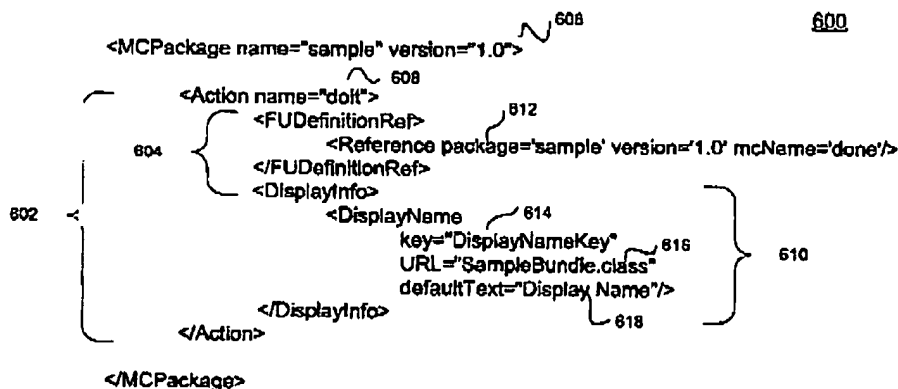 600
608
<MCPackage name="sample" version="1.0">
608
<Action name="doit">
<FUDefinitionRef>
612
604
<Reference package='sample' version='1.0' mcName='done'/>
</FUDefinitionRef>
<DisplayInfo>
602
<DisplayName
614
key="DisplayNameKey"
616
URL="SampleBundle.class"
610
defaultText="Display Name"/>
</DisplayInfo>
618
</Action>
</MCPackage>